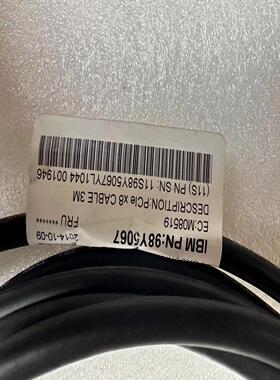 IBM PN:98Y5067
EC:M08519 FRU *******
DESCRIPTION:PCIe x8 CABLE 3M 2014-10-09
(11S) PN SN: 11S98Y5067YL1044 001946